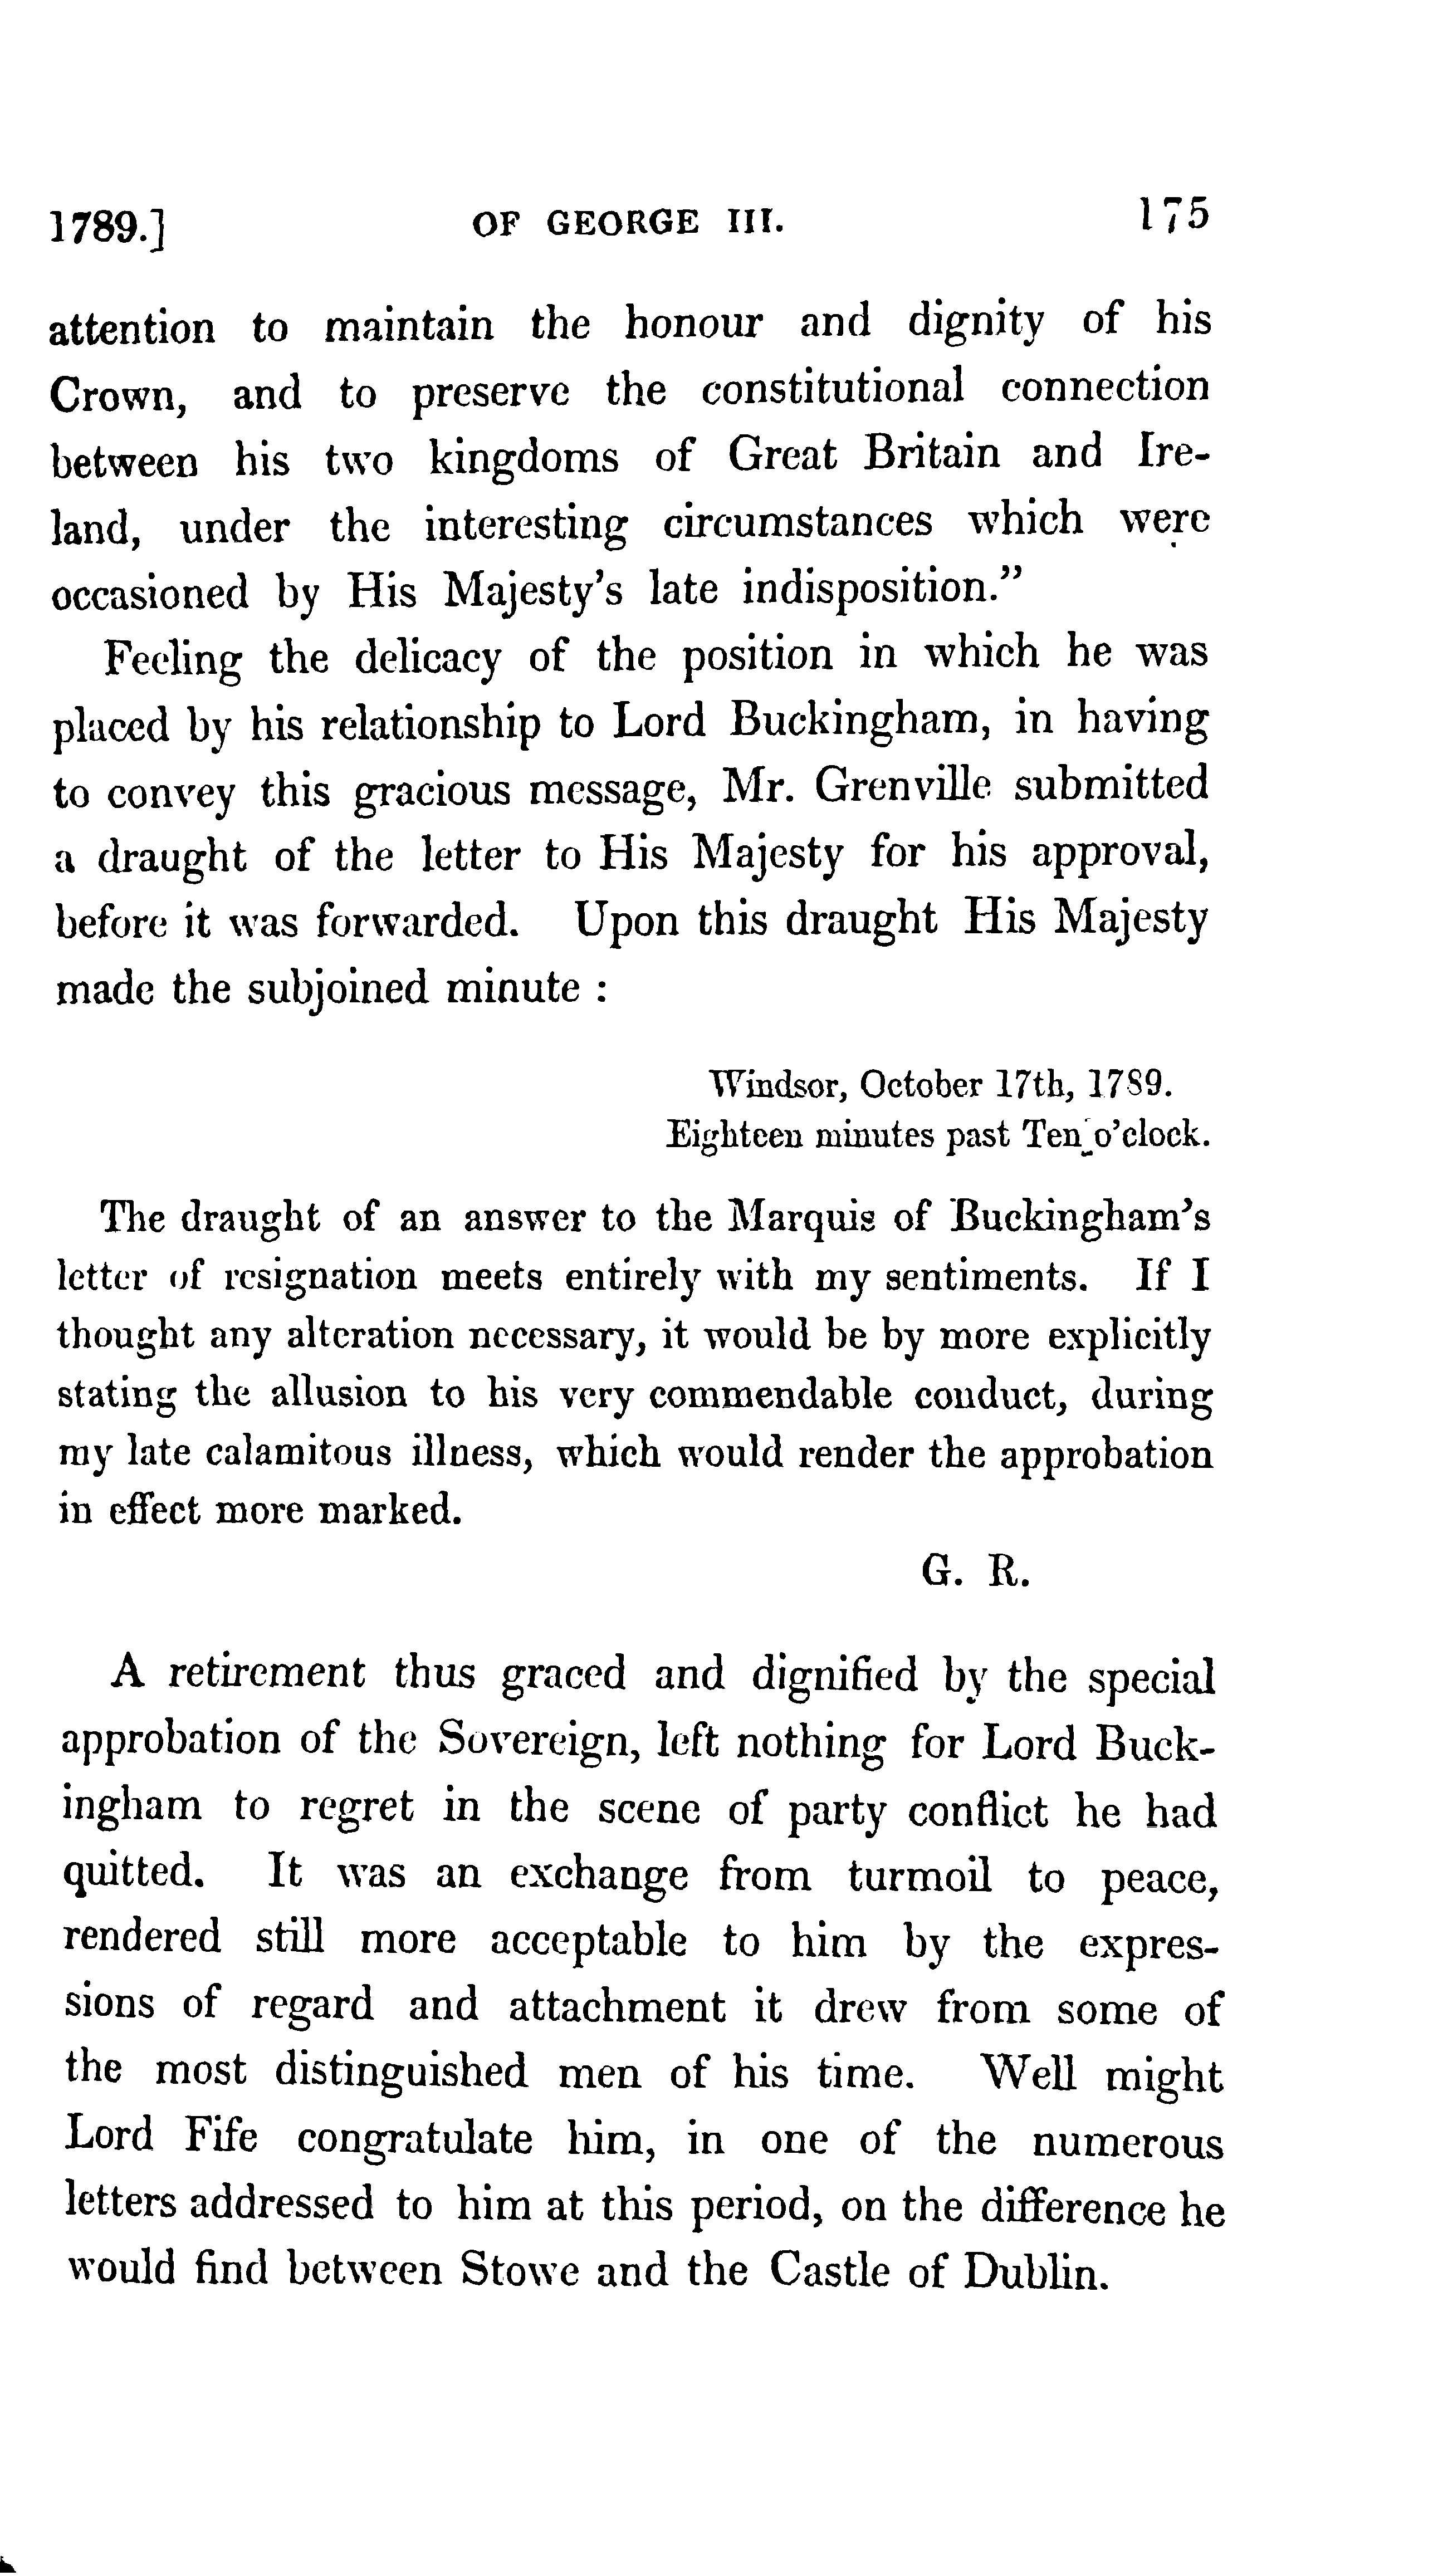 1789.] OF GEORGE III. 175
attention to maintain the honour and dignity of his
Crown, and to preserve the constitutional connection
between his two kingdoms of Great Britain and Ire-
land, under the interesting circumstances which were
occasioned by His Majesty's late indisposition."
Feeling the delicacy of the position in which he was
placed by his relationship to Lord Buckingham, in having
to convey this gracious message, Mr. Grenville submitted
a draught of the letter to His Majesty for his approval,
before it was forwarded. Upon this draught His Majesty
made the subjoined minute :
Windsor, October 17th, 1789.
Eighteen minutes past Ten o'clock.
The draught of an answer to the Marquis of Buckingham's
letter of resignation meets entirely with my sentiments. If I
thought any alteration necessary, it would be by more explicitly
stating the allusion to his very commendable conduct, during
my late calamitous illness, which would render the approbation
in effect more marked.
G. R.
A retirement thus graced and dignified by the special
approbation of the Sovereign, left nothing for Lord Buck-
ingham to regret in the scene of party conflict he had
quitted. It was an exchange from turmoil to peace,
rendered still more acceptable to him by the expres-
sions of regard and attachment it drew from some of
the most distinguished men of his time. Well might
Lord Fife congratulate him, in one of the numerous
letters addressed to him at this period, on the difference he
would find between Stowe and the Castle of Dublin.